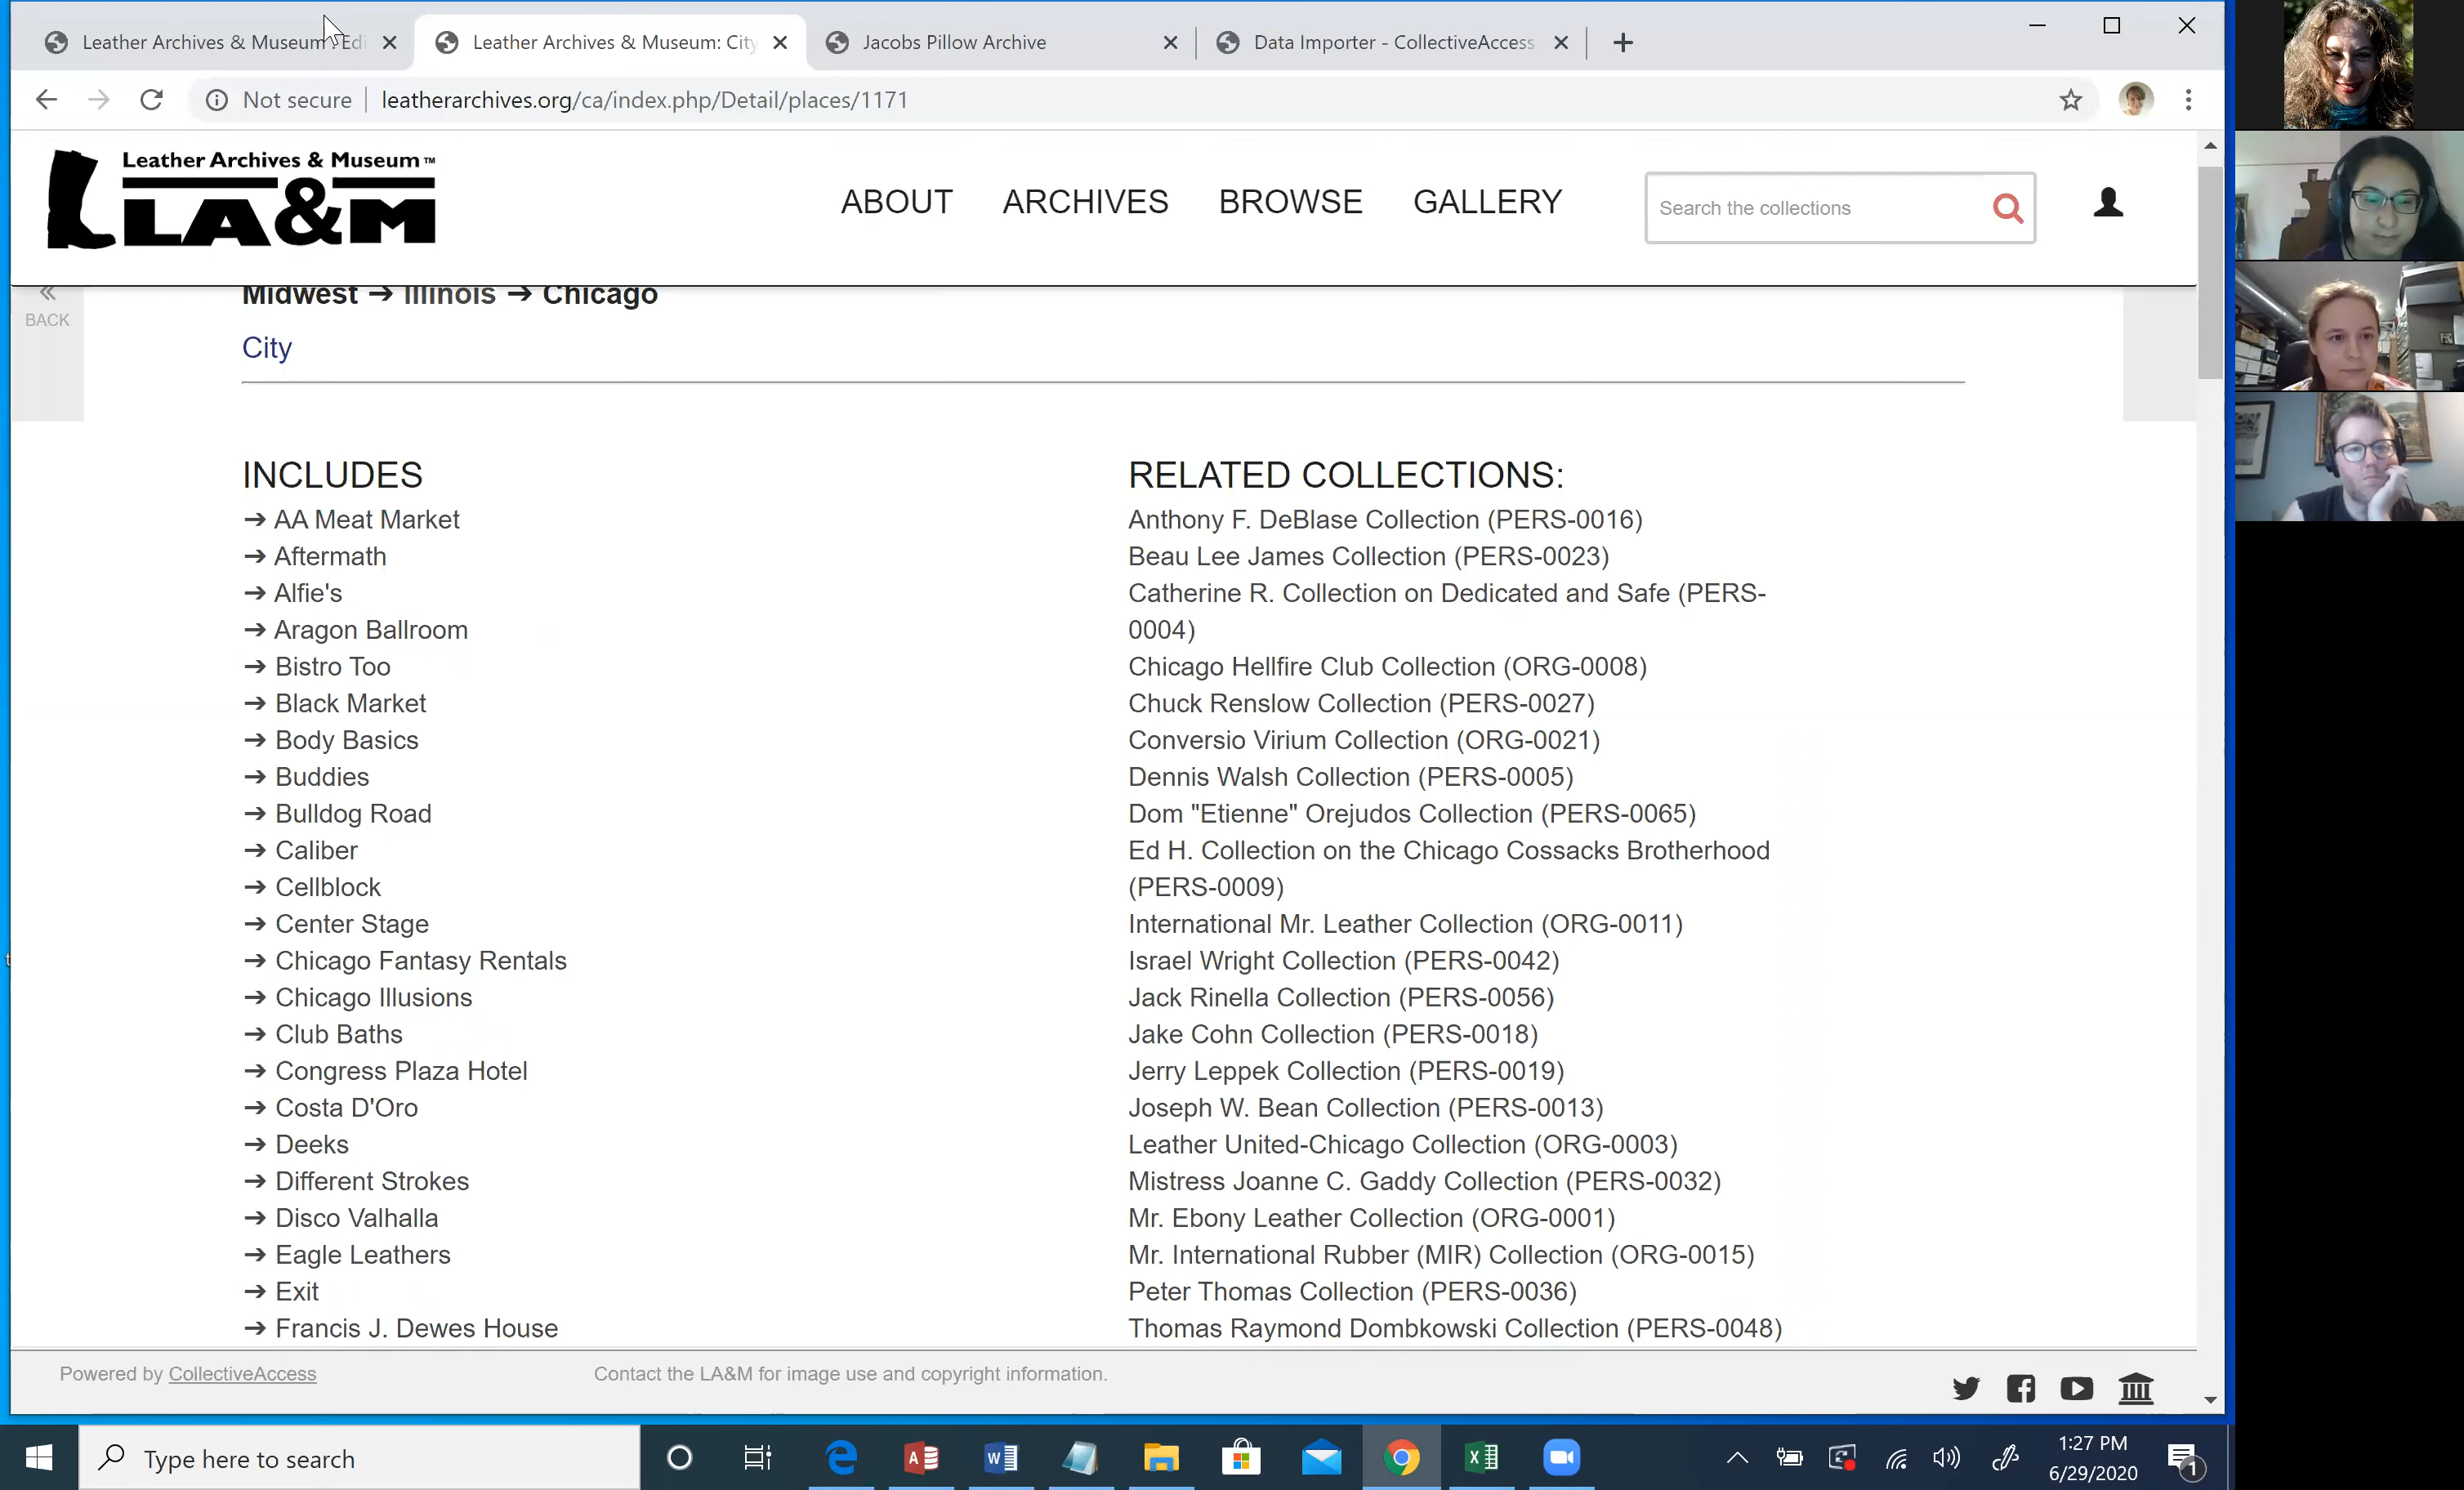 Leather Archives & Museum: Edi
Leather Archives & Museum: City
Jacobs Pillow Archive
Data Importer - CollectiveAccess
Not secure
leatherarchives.org/ca/index.php/Detail/places/1171
Leather Archives & Museum™
LA&M
ABOUT
ARCHIVES
BROWSE
GALLERY
Search the collections
BACK
Midwest → Illinois → Chicago
City
INCLUDES
→ AA Meat Market
→ Aftermath
→ Alfie's
→ Aragon Ballroom
→ Bistro Too
→ Black Market
→ Body Basics
→ Buddies
→ Bulldog Road
→ Caliber
→ Cellblock
→ Center Stage
→ Chicago Fantasy Rentals
→ Chicago Illusions
→ Club Baths
→ Congress Plaza Hotel
→ Costa D'Oro
→ Deeks
→ Different Strokes
→ Disco Valhalla
→ Eagle Leathers
→ Exit
→ Francis J. Dewes House
RELATED COLLECTIONS:
Anthony F. DeBlase Collection (PERS-0016)
Beau Lee James Collection (PERS-0023)
Catherine R. Collection on Dedicated and Safe (PERS-
0004)
Chicago Hellfire Club Collection (ORG-0008)
Chuck Renslow Collection (PERS-0027)
Conversio Virium Collection (ORG-0021)
Dennis Walsh Collection (PERS-0005)
Dom "Etienne" Orejudos Collection (PERS-0065)
Ed H. Collection on the Chicago Cossacks Brotherhood
(PERS-0009)
International Mr. Leather Collection (ORG-0011)
Israel Wright Collection (PERS-0042)
Jack Rinella Collection (PERS-0056)
Jake Cohn Collection (PERS-0018)
Jerry Leppek Collection (PERS-0019)
Joseph W. Bean Collection (PERS-0013)
Leather United-Chicago Collection (ORG-0003)
Mistress Joanne C. Gaddy Collection (PERS-0032)
Mr. Ebony Leather Collection (ORG-0001)
Mr. International Rubber (MIR) Collection (ORG-0015)
Peter Thomas Collection (PERS-0036)
Thomas Raymond Dombkowski Collection (PERS-0048)
Powered by CollectiveAccess
Contact the LA&M for image use and copyright information.
Type here to search
1:27 PM
6/29/2020
1